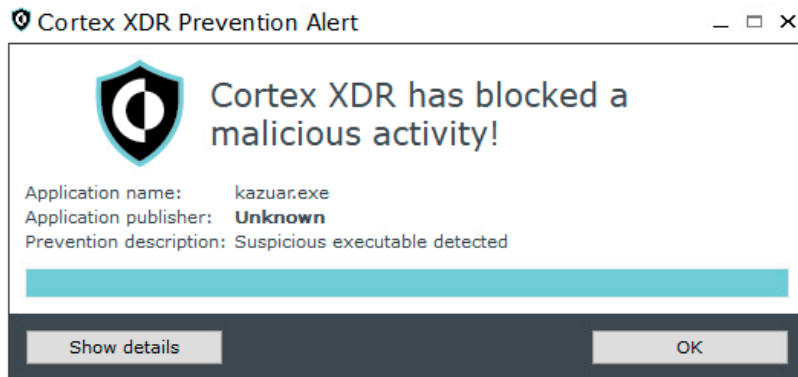 Cortex XDR Prevention Alert
Cortex XDR has blocked a
malicious activity!
Application name: kazuar.exe
Application publisher: Unknown
Prevention description: Suspicious executable detected
Show details
OK